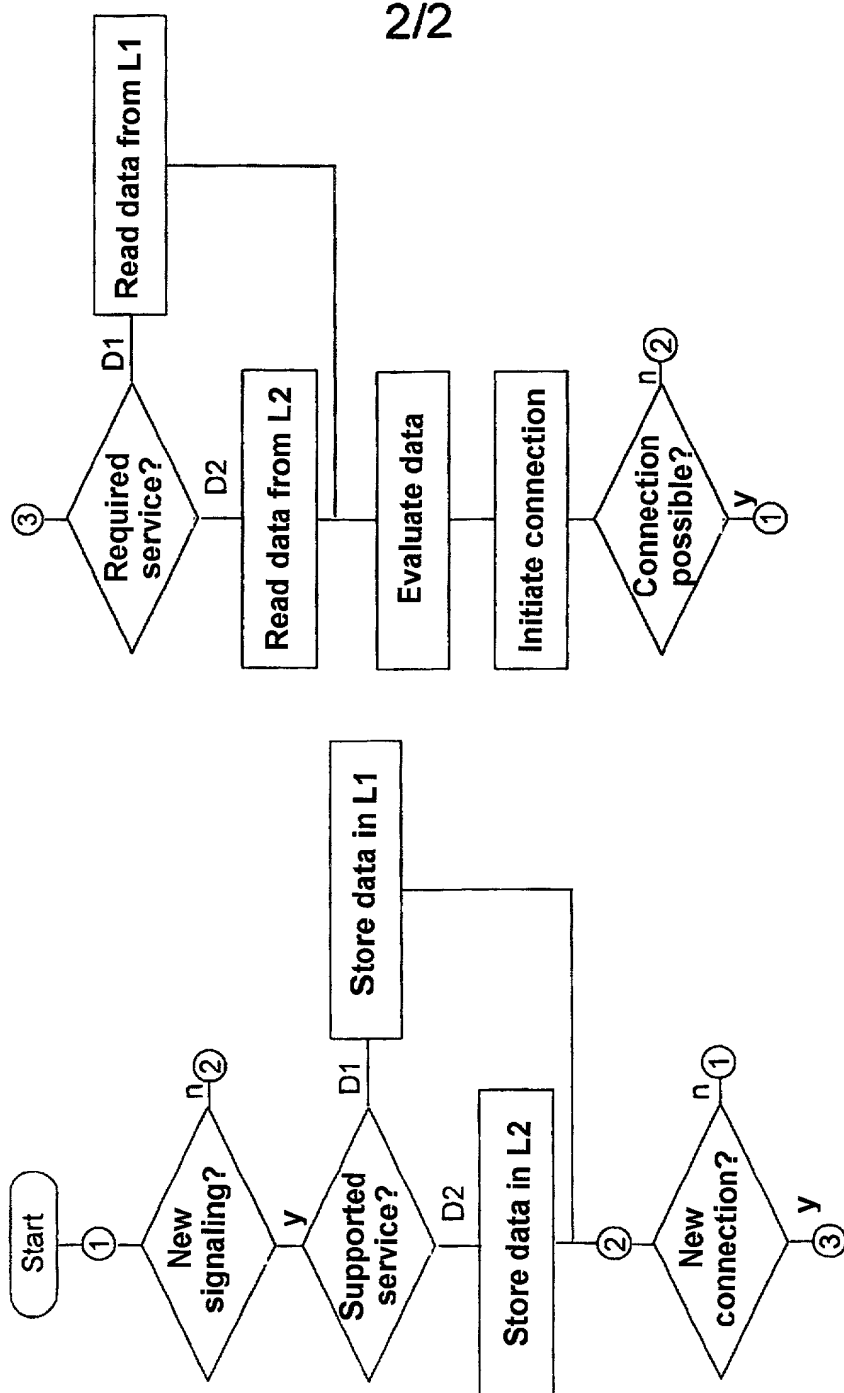 2/2
Start
1
New
signaling?
n
2
y
Supported
service?
D1
Store data in L1
D2
Store data in L2
2
New
connection?
n
1
y
3
3
Required
service?
D1
Read data from L1
D2
Read data from L2
Evaluate data
Initiate connection
Connection
possible?
n
2
y
1